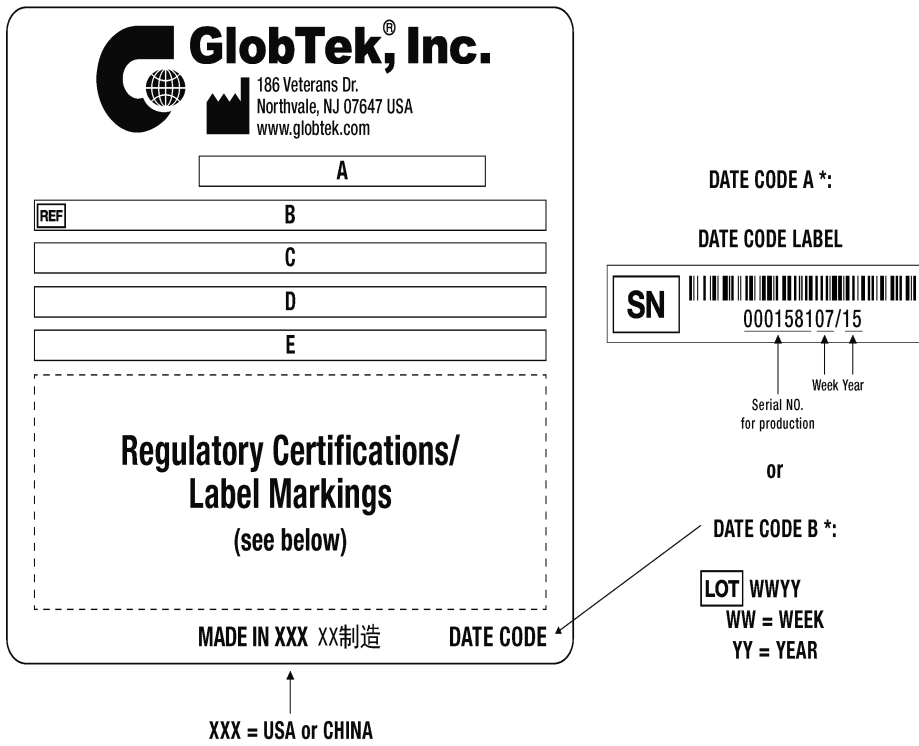 GlobTek,® Inc.
186 Veterans Dr.
Northvale, NJ 07647 USA
www.globtek.com
A
REF B
C
D
E
Regulatory Certifications/
Label Markings
(see below)
MADE IN XXX XX制造 DATE CODE
XXX = USA or CHINA
DATE CODE A *:
DATE CODE LABEL
SN
00015810​7/15
Week Year
Serial NO.
for production
or
DATE CODE B *:
LOT WWYY
WW = WEEK
YY = YEAR